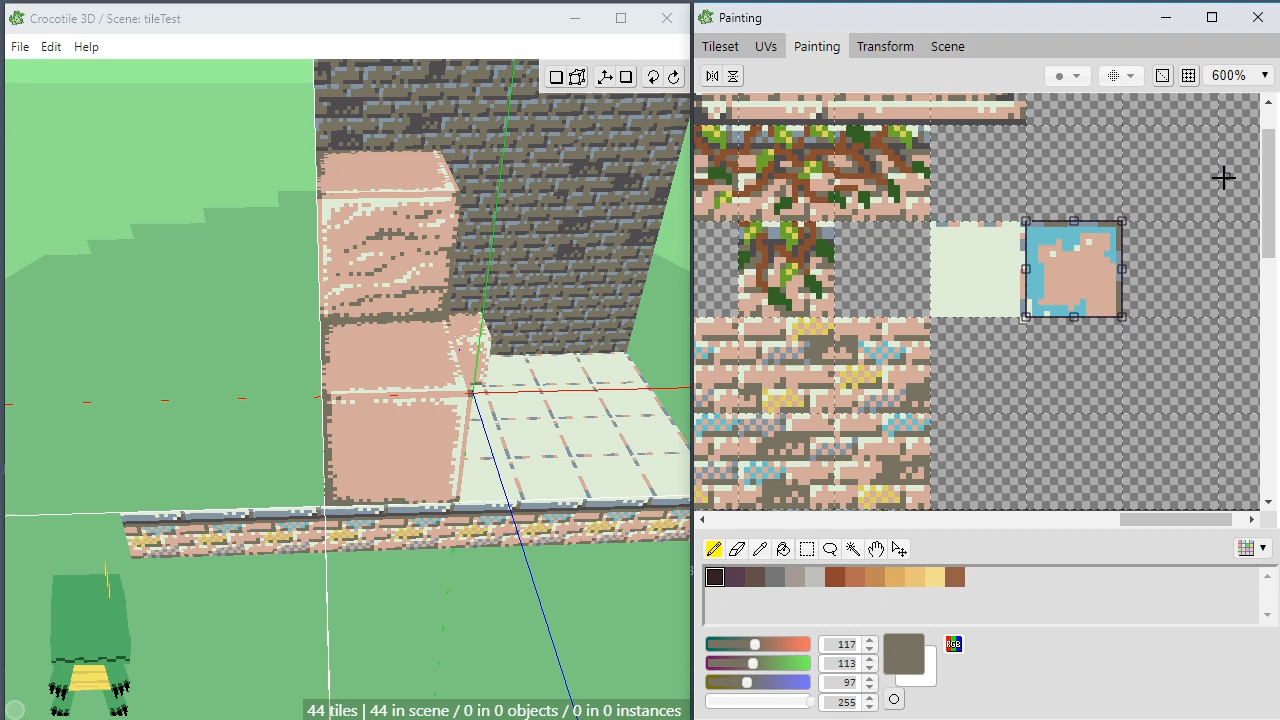 Crocotile 3D / Scene: tileTest
File Edit Help
44 tiles | 44 in scene / 0 in 0 objects / 0 in 0 instances
Painting
Tileset UVs Painting Transform Scene
600%
117
113
97
255
RGB